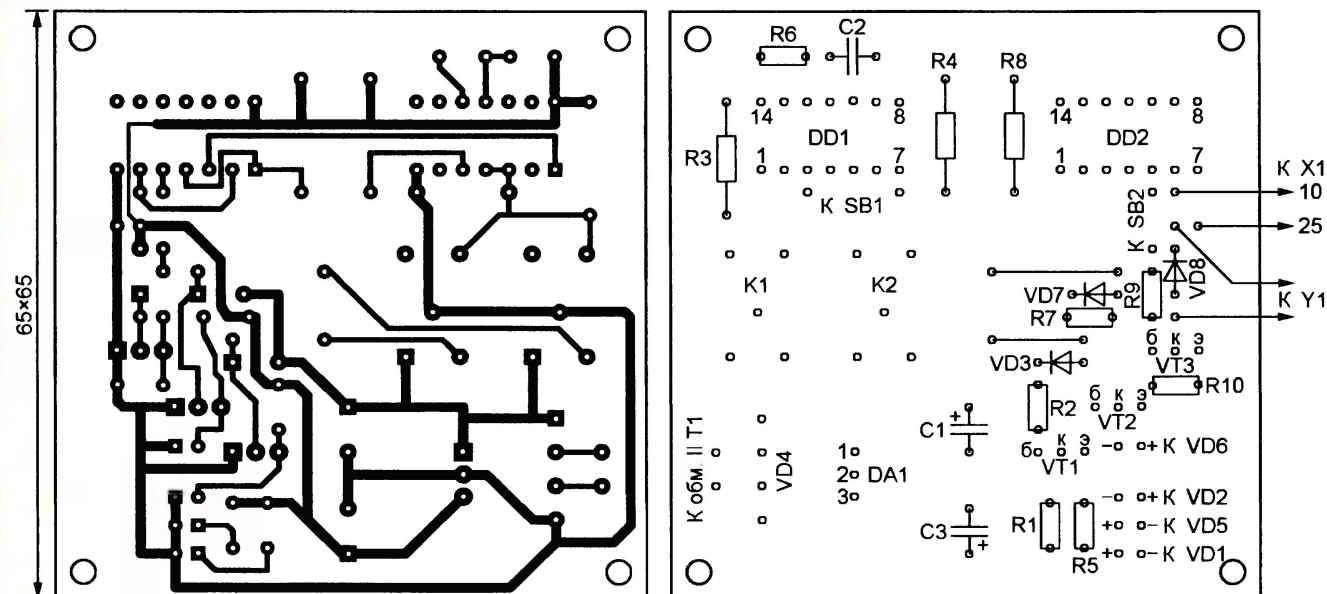 65×65
R6
C2
R4
R8
14
8
DD1
14
8
DD2
R3
1
7
1
7
К SB1
К X1
10
К SB2
25
K1
K2
VD7
R7
R9
VD8
К Y1
б к э
VT3
VD3
R10
R2
б к э
VT2
C1
+
К обм. II T1
VD4
1
2
3
DA1
б к э
VT1
− + К VD6
C3
+
R1
R5
− + К VD2
+ − К VD5
+ − К VD1